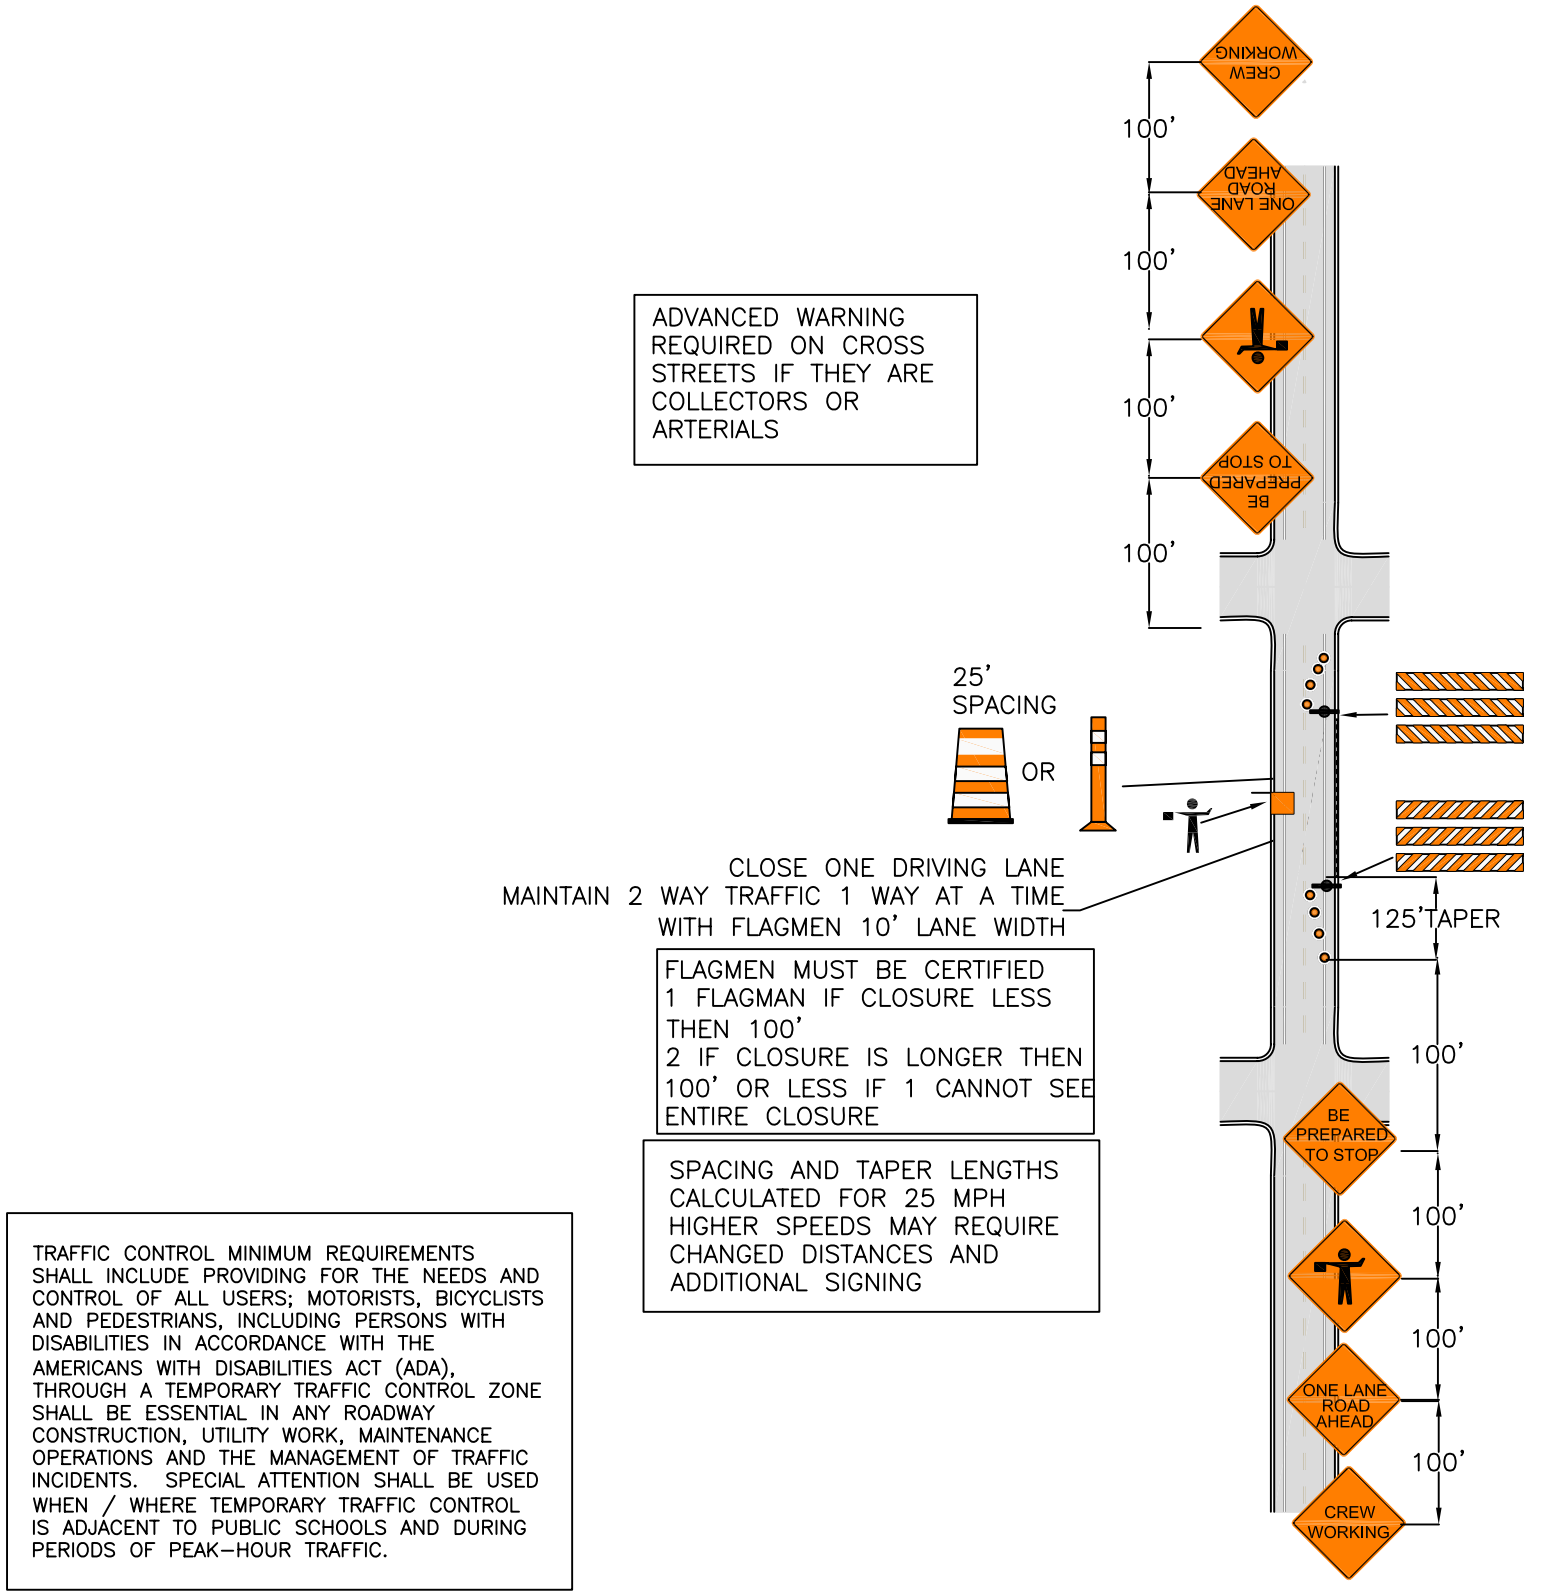 CREW
WORKING
100'
ONE LANE
ROAD
AHEAD
100'
ADVANCED WARNING
REQUIRED ON CROSS
STREETS IF THEY ARE
COLLECTORS OR
ARTERIALS
100'
BE
PREPARED
TO STOP
100'
25'
SPACING
OR
CLOSE ONE DRIVING LANE
MAINTAIN 2 WAY TRAFFIC 1 WAY AT A TIME
WITH FLAGMEN 10' LANE WIDTH
125'TAPER
FLAGMEN MUST BE CERTIFIED
1 FLAGMAN IF CLOSURE LESS
THEN 100'
2 IF CLOSURE IS LONGER THEN
100' OR LESS IF 1 CANNOT SEE
ENTIRE CLOSURE
100'
BE
PREPARED
TO STOP
SPACING AND TAPER LENGTHS
CALCULATED FOR 25 MPH
HIGHER SPEEDS MAY REQUIRE
CHANGED DISTANCES AND
ADDITIONAL SIGNING
100'
100'
ONE LANE
ROAD
AHEAD
100'
CREW
WORKING
TRAFFIC CONTROL MINIMUM REQUIREMENTS
SHALL INCLUDE PROVIDING FOR THE NEEDS AND
CONTROL OF ALL USERS; MOTORISTS, BICYCLISTS
AND PEDESTRIANS, INCLUDING PERSONS WITH
DISABILITIES IN ACCORDANCE WITH THE
AMERICANS WITH DISABILITIES ACT (ADA),
THROUGH A TEMPORARY TRAFFIC CONTROL ZONE
SHALL BE ESSENTIAL IN ANY ROADWAY
CONSTRUCTION, UTILITY WORK, MAINTENANCE
OPERATIONS AND THE MANAGEMENT OF TRAFFIC
INCIDENTS.  SPECIAL ATTENTION SHALL BE USED
WHEN / WHERE TEMPORARY TRAFFIC CONTROL
IS ADJACENT TO PUBLIC SCHOOLS AND DURING
PERIODS OF PEAK-HOUR TRAFFIC.